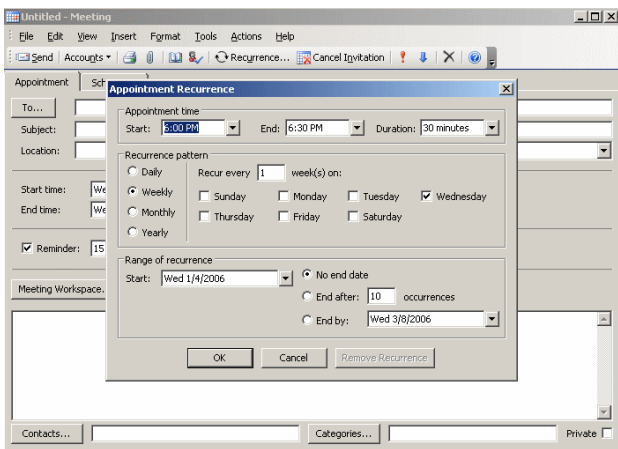 Untitled - Meeting
File Edit View Insert Format Tools Actions Help
Send Accounts Recurrence... Cancel Invitation
Appointment Sch
Appointment Recurrence
To...
Appointment time
Subject:
Start: 6:00 PM End: 6:30 PM Duration: 30 minutes
Location:
Recurrence pattern
Daily Recur every 1 week(s) on:
Start time: We
Weekly Sunday Monday Tuesday Wednesday
End time: We
Monthly Thursday Friday Saturday
Yearly
Reminder: 15
Range of recurrence
Start: Wed 1/4/2006 No end date
Meeting Workspace.
End after: 10 occurrences
End by: Wed 3/8/2006
OK Cancel Remove Recurrence
Contacts... Categories... Private